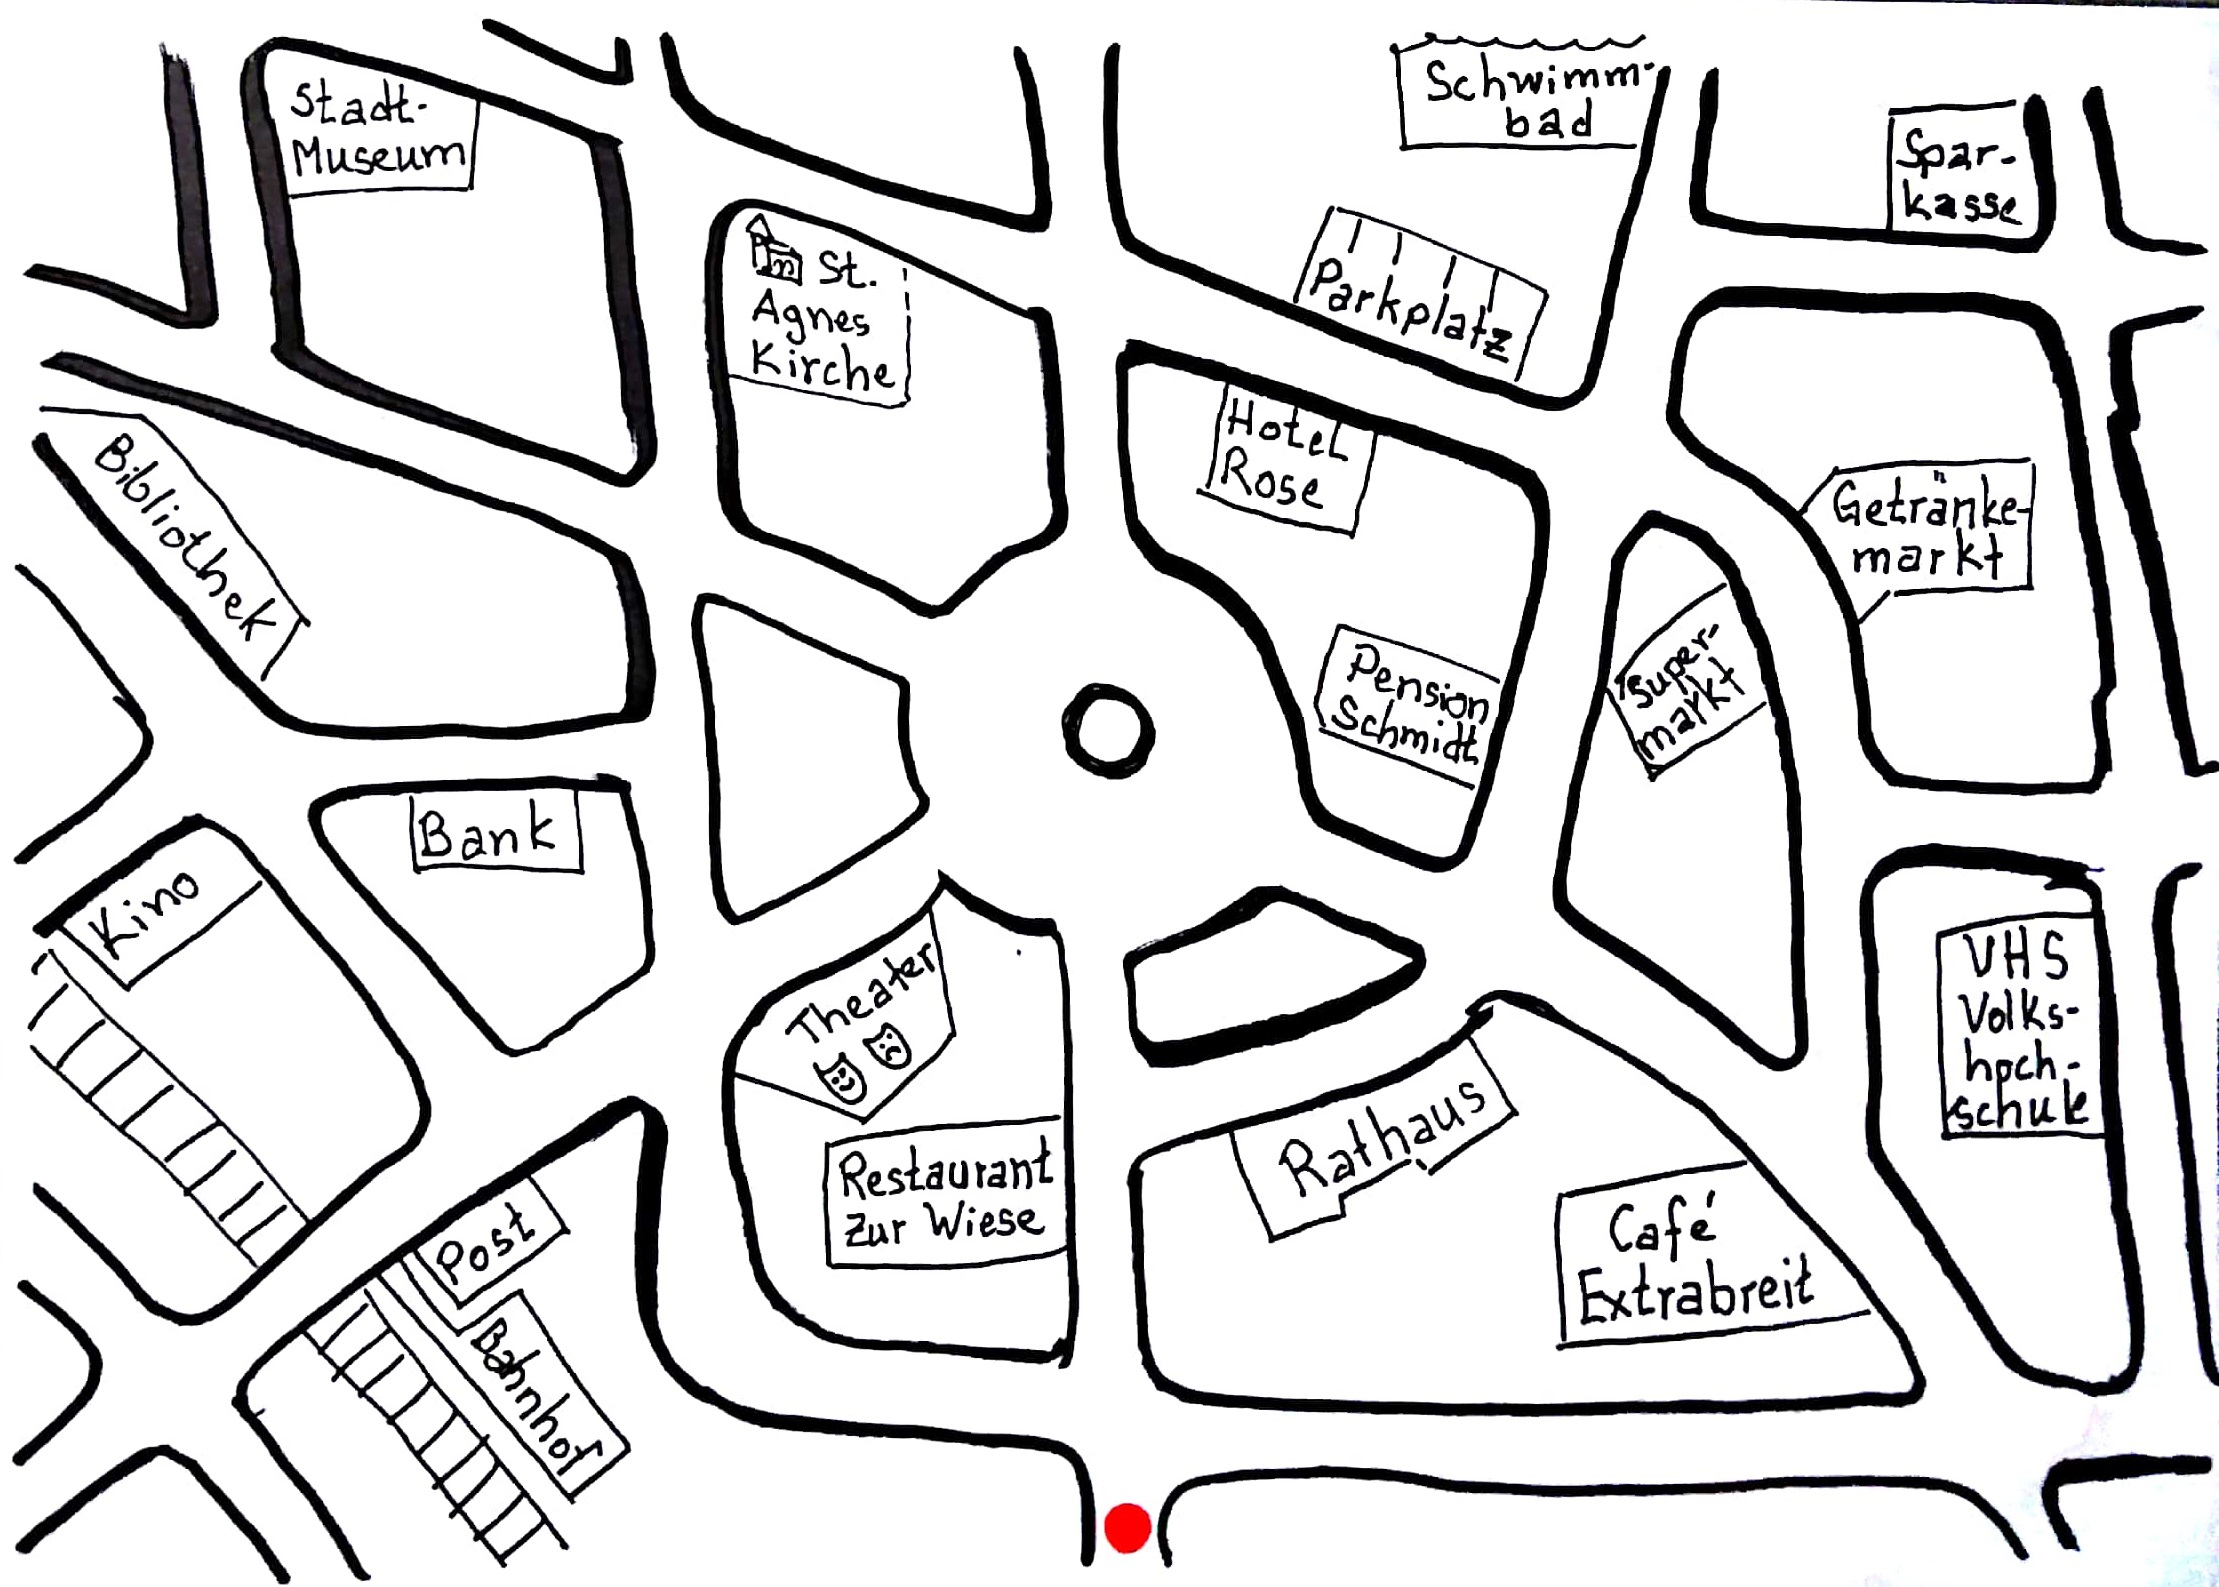 Stadt-
Museum
Schwimm-
bad
Spar-
kasse
St.
Agnes
Kirche
Parkplatz
Hotel
Rose
Bibliothek
Getränke-
markt
Super-
markt
Pension
Schmidt
Bank
Kino
Theater
VHS
Volks-
hoch-
schule
Restaurant
zur Wiese
Rathaus
Post
Café
Extrabreit
Bahnhof